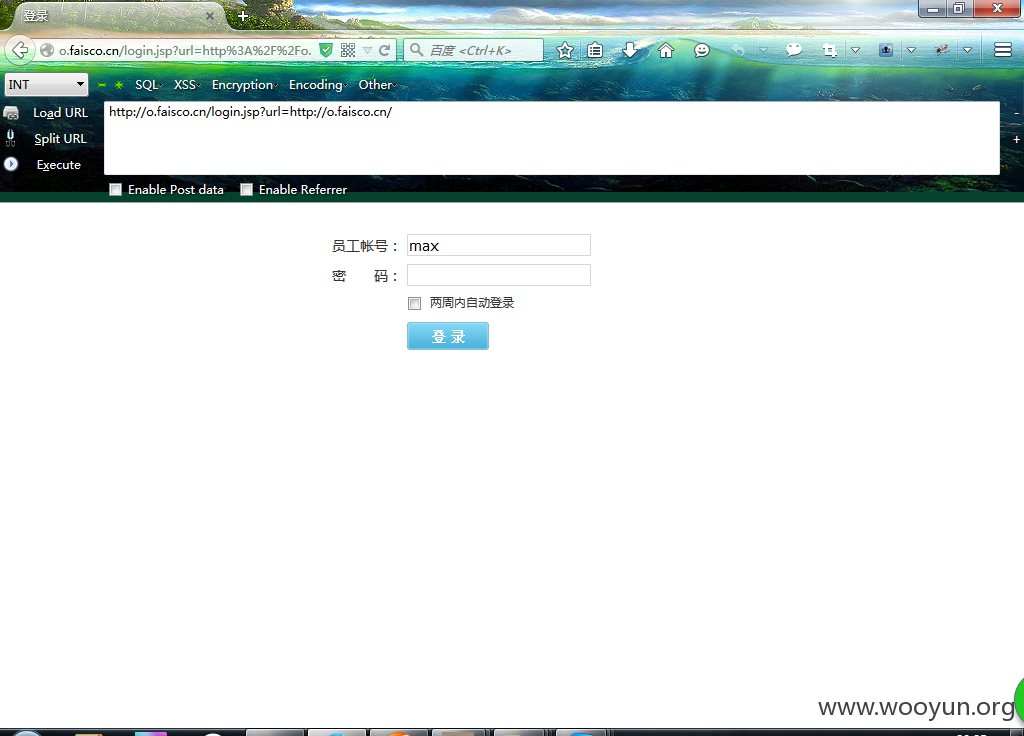 登录
o.faisco.cn/login.jsp?url=http%3A%2F%2Fo.
百度 <Ctrl+K>
INT
SQL
XSS
Encryption
Encoding
Other
Load URL
http://o.faisco.cn/login.jsp?url=http://o.faisco.cn/
Split URL
Execute
Enable Post data
Enable Referrer
员工帐号：
max
密 码：
两周内自动登录
登 录
www.wooyun.org